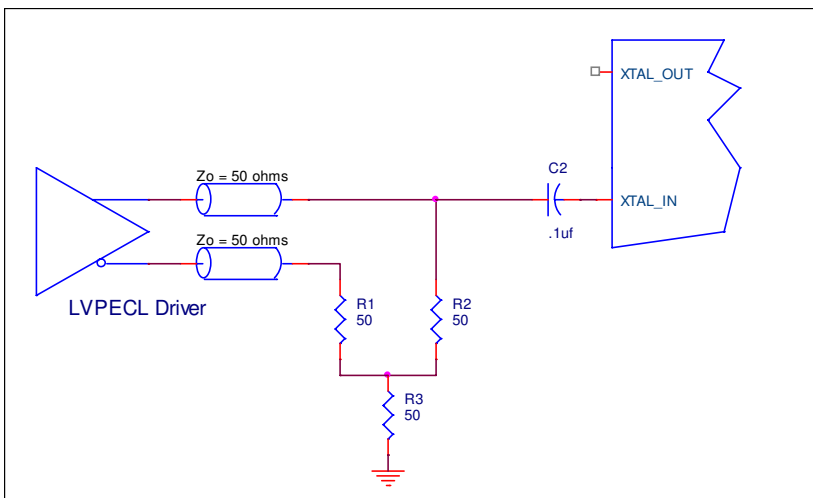 XTAL_OUT
C2
Zo = 50 ohms
XTAL_IN
.1uf
Zo = 50 ohms
LVPECL Driver
R1
50
R2
50
R3
50